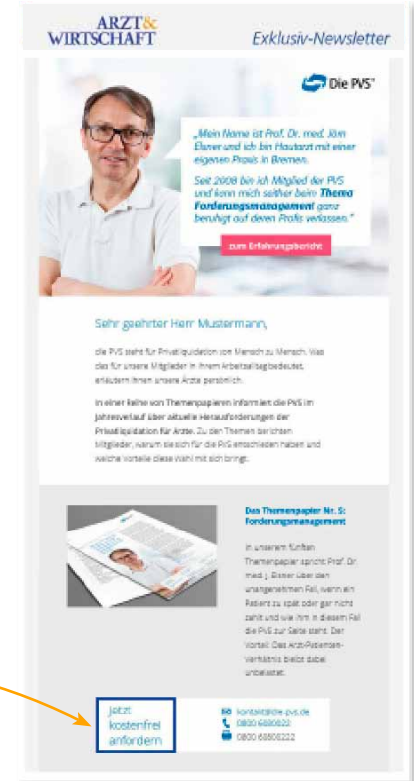 ARZT&
WIRTSCHAFT
Exklusiv-Newsletter
Die PVS
„Mein Name ist Prof. Dr. med. Jörn
Elsner und ich bin Hautarzt mit einer
eigenen Praxis in Bremen.
Seit 2008 bin ich Mitglied der PVS
und kann mich seither beim Thema
Forderungsmanagement ganz
beruhigt auf deren Profis verlassen."
zum Erfahrungsbericht
Sehr geehrter Herr Mustermann,
die PVS steht für Privatliquidation von Mensch zu Mensch. Was
das für unsere Mitglieder in ihrem Arbeitsalltag bedeutet,
erläutern Ihnen unsere Ärzte persönlich.
In einer Reihe von Themenpapieren informiert die PVS im
Jahresverlauf über aktuelle Herausforderungen der
Privatliquidation für Ärzte. Zu den Themen berichten
Mitglieder, warum sie sich für die PVS entschieden haben und
welche Vorteile diese Wahl mit sich bringt.
Das Themenpapier Nr. 5:
Forderungsmanagement
In unserem fünften
Themenpapier spricht Prof. Dr.
med. J. Elsner über den
unangenehmen Fall, wenn ein
Patient zu spät oder gar nicht
zahlt und wie ihm in diesem Fall
die PVS zur Seite steht. Der
Vorteil: Das Arzt-Patienten-
Verhältnis bleibt dabei
unbelastet.
Jetzt
kostenfrei
anfordern
kontakt@die-pvs.de